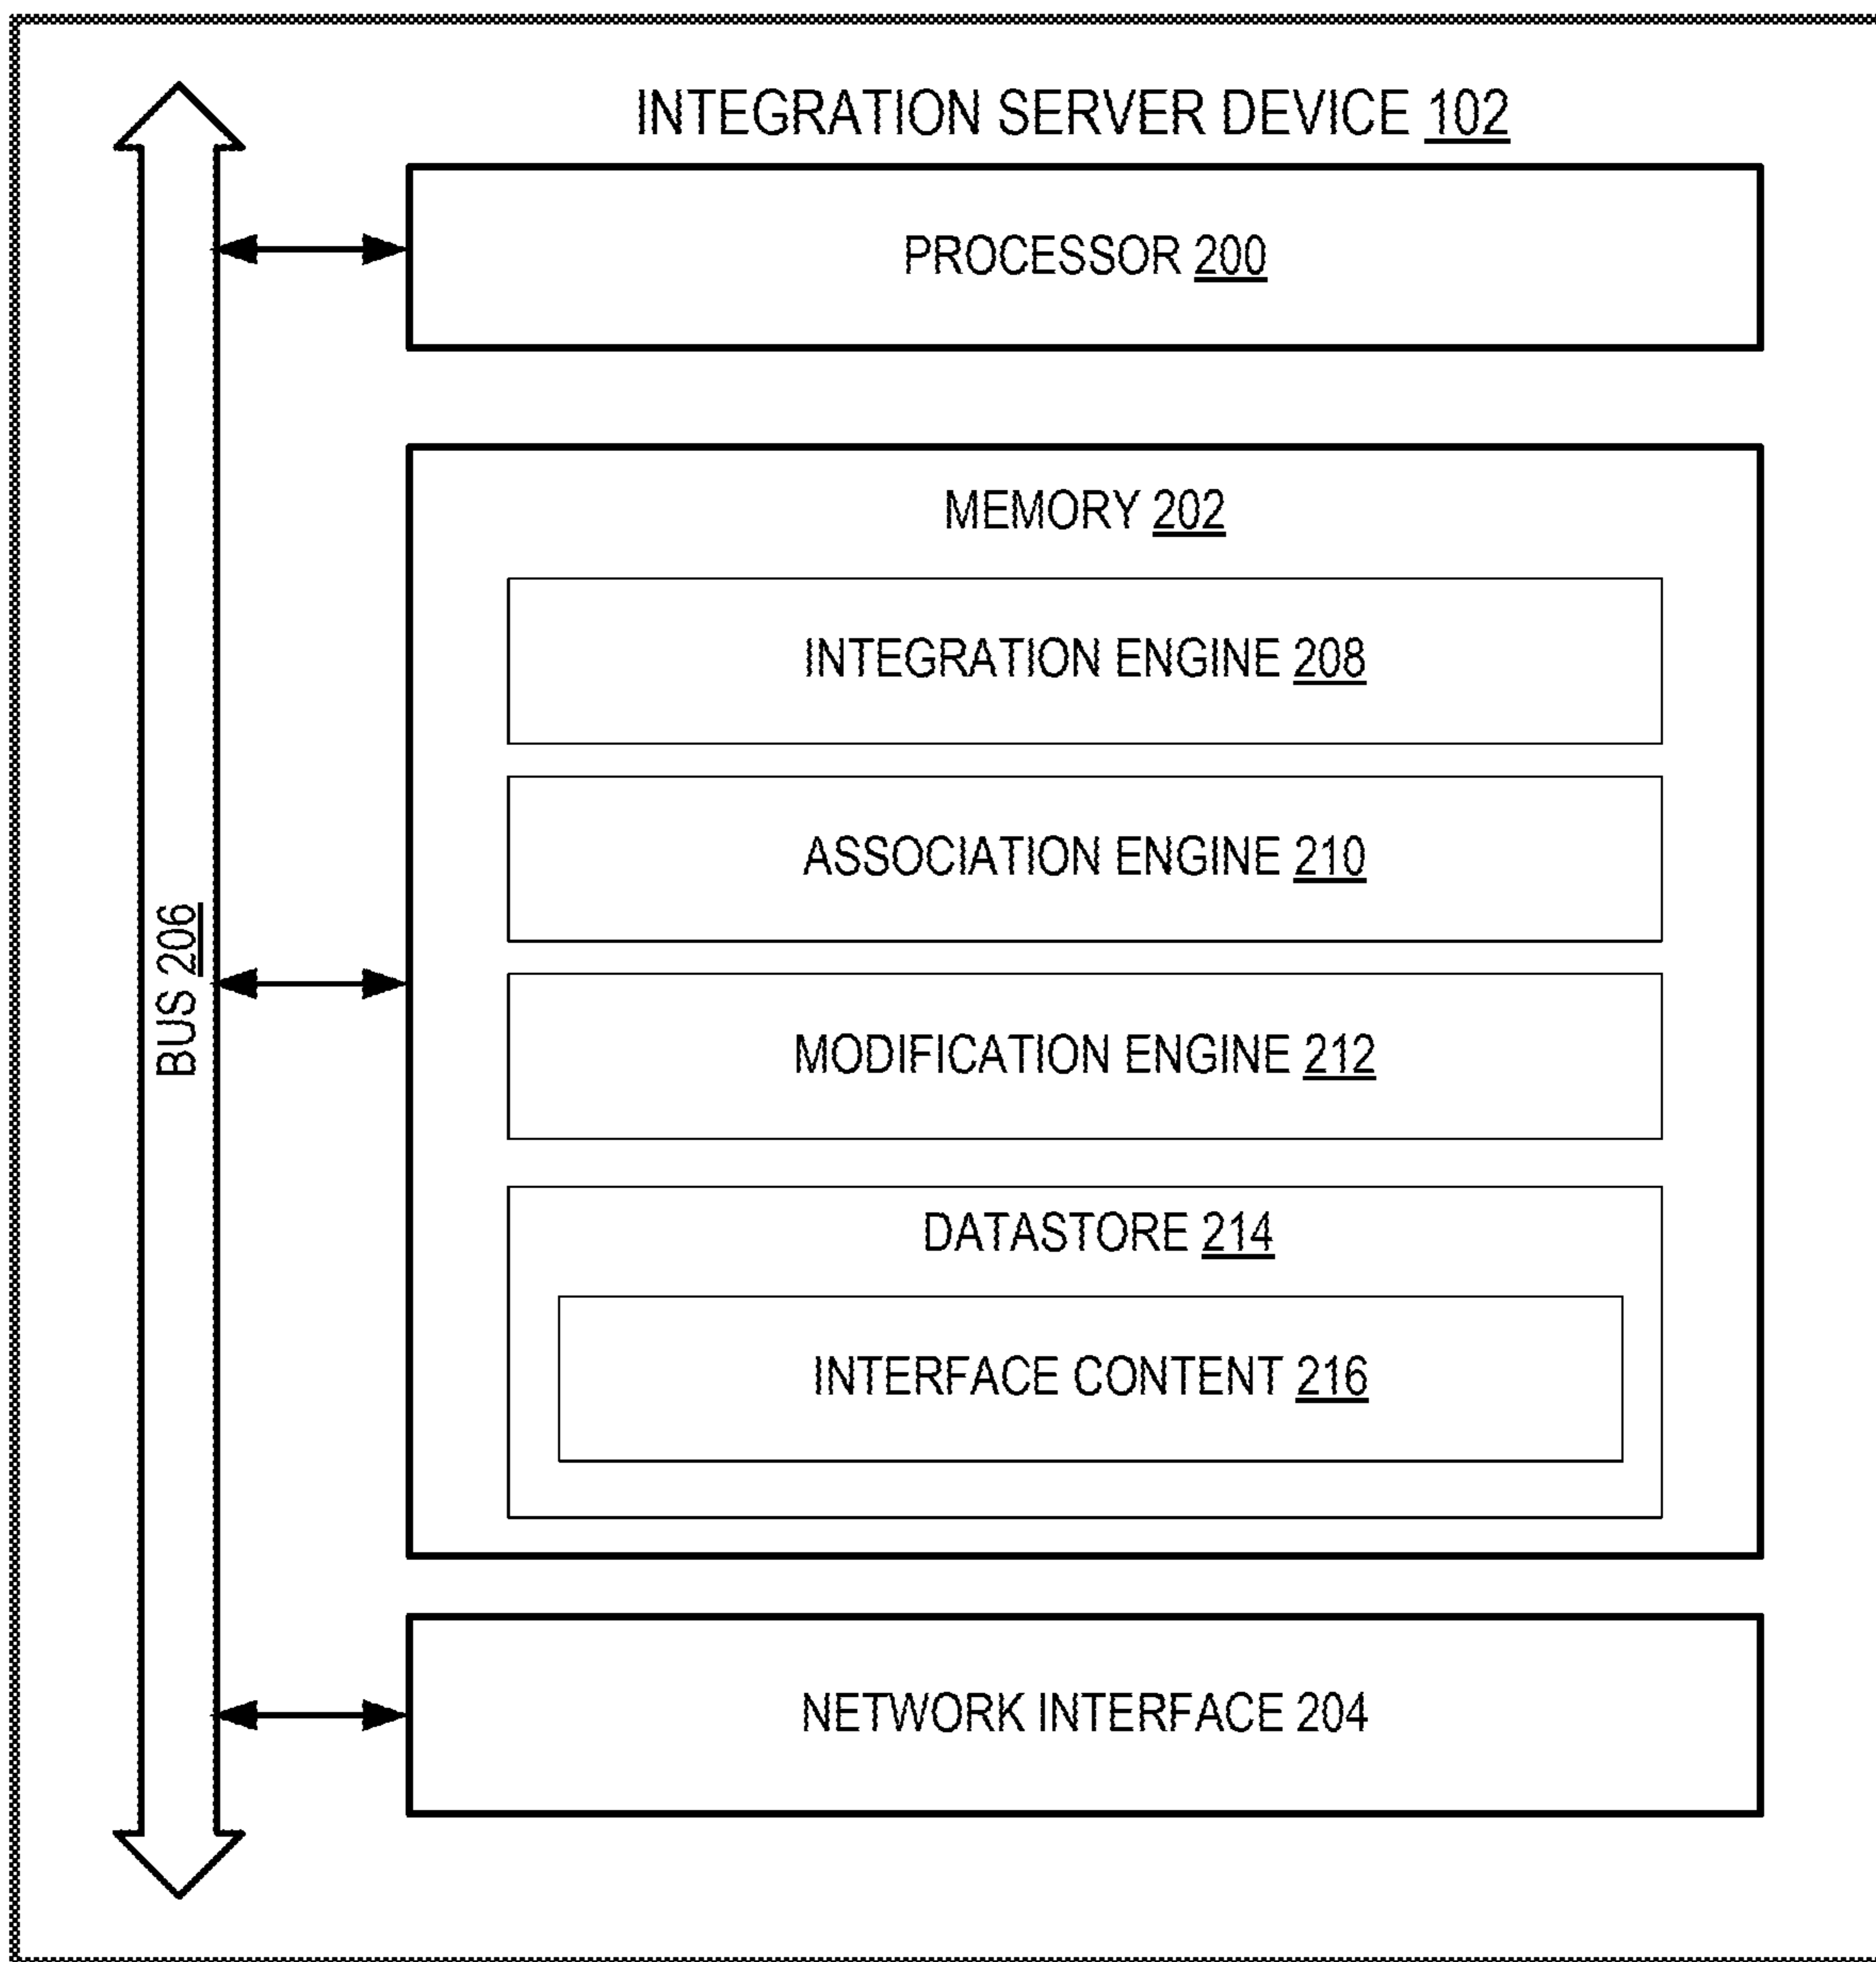 INTEGRATION SERVER DEVICE 102
PROCESSOR 200
MEMORY 202
INTEGRATION ENGINE 208
ASSOCIATION ENGINE 210
BUS 206
MODIFICATION ENGINE 212
DATASTORE 214
INTERFACE CONTENT 216
NETWORK INTERFACE 204